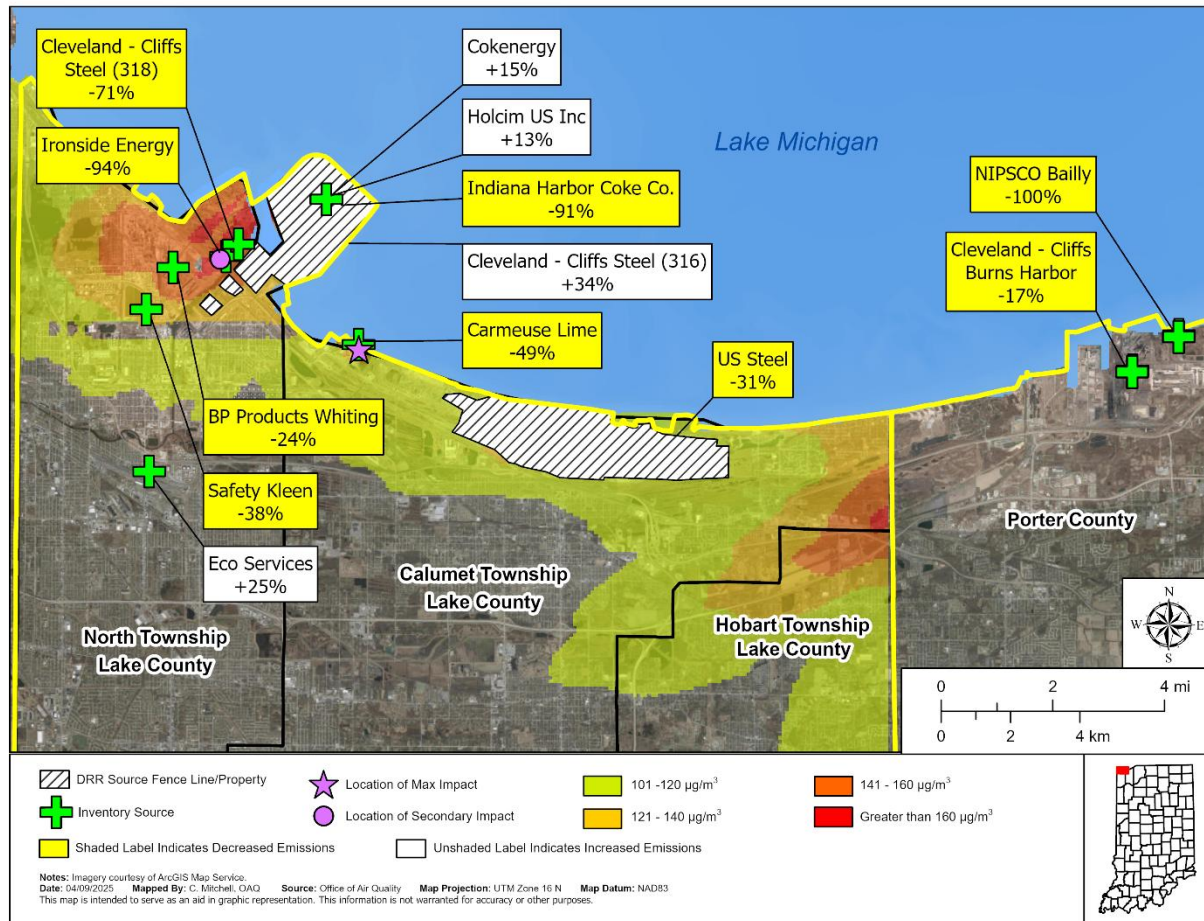 Cleveland - Cliffs
Steel (318)
-71%
Ironside Energy
-94%
Cokenergy
+15%
Holcim US Inc
+13%
Indiana Harbor Coke Co.
-91%
Cleveland - Cliffs Steel (316)
+34%
Carmeuse Lime
-49%
Lake Michigan
NIPSCO Bailly
-100%
Cleveland - Cliffs
Burns Harbor
-17%
US Steel
-31%
BP Products Whiting
-24%
Safety Kleen
-38%
Eco Services
+25%
North Township
Lake County
Calumet Township
Lake County
Hobart Township
Lake County
Porter County
N
W E
S
0 2 4 mi
0 2 4 km
DRR Source Fence Line/Property
Inventory Source
Shaded Label Indicates Decreased Emissions
Location of Max Impact
Location of Secondary Impact
Unshaded Label Indicates Increased Emissions
101 -120 µg/m³
121 - 140 µg/m³
141 - 160 µg/m³
Greater than 160 µg/m³
Notes: Imagery courtesy of ArcGIS Map Service.
Date: 04/09/2025 Mapped By: C. Mitchell, OAQ Source: Office of Air Quality Map Projection: UTM Zone 16 N Map Datum: NAD83
This map is intended to serve as an aid in graphic representation. This information is not warranted for accuracy or other purposes.